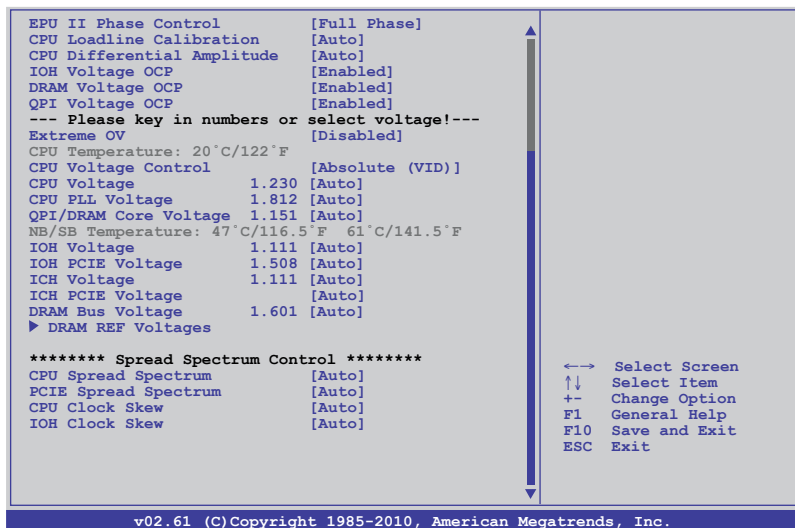 EPU II Phase Control [Full Phase]
CPU Loadline Calibration [Auto]
CPU Differential Amplitude [Auto]
IOH Voltage OCP [Enabled]
DRAM Voltage OCP [Enabled]
QPI Voltage OCP [Enabled]
--- Please key in numbers or select voltage!---
Extreme OV [Disabled]
CPU Temperature: 20˚C/122˚F
CPU Voltage Control [Absolute (VID)]
CPU Voltage 1.230 [Auto]
CPU PLL Voltage 1.812 [Auto]
QPI/DRAM Core Voltage 1.151 [Auto]
NB/SB Temperature: 47˚C/116.5˚F 61˚C/141.5˚F
IOH Voltage 1.111 [Auto]
IOH PCIE Voltage 1.508 [Auto]
ICH Voltage 1.111 [Auto]
ICH PCIE Voltage [Auto]
DRAM Bus Voltage 1.601 [Auto]
DRAM REF Voltages
******** Spread Spectrum Control ********
CPU Spread Spectrum [Auto]
PCIE Spread Spectrum [Auto]
CPU Clock Skew [Auto]
IOH Clock Skew [Auto]
←→ Select Screen
↑↓ Select Item
+- Change Option
F1 General Help
F10 Save and Exit
ESC Exit
v02.61 (C)Copyright 1985-2010, American Megatrends, Inc.